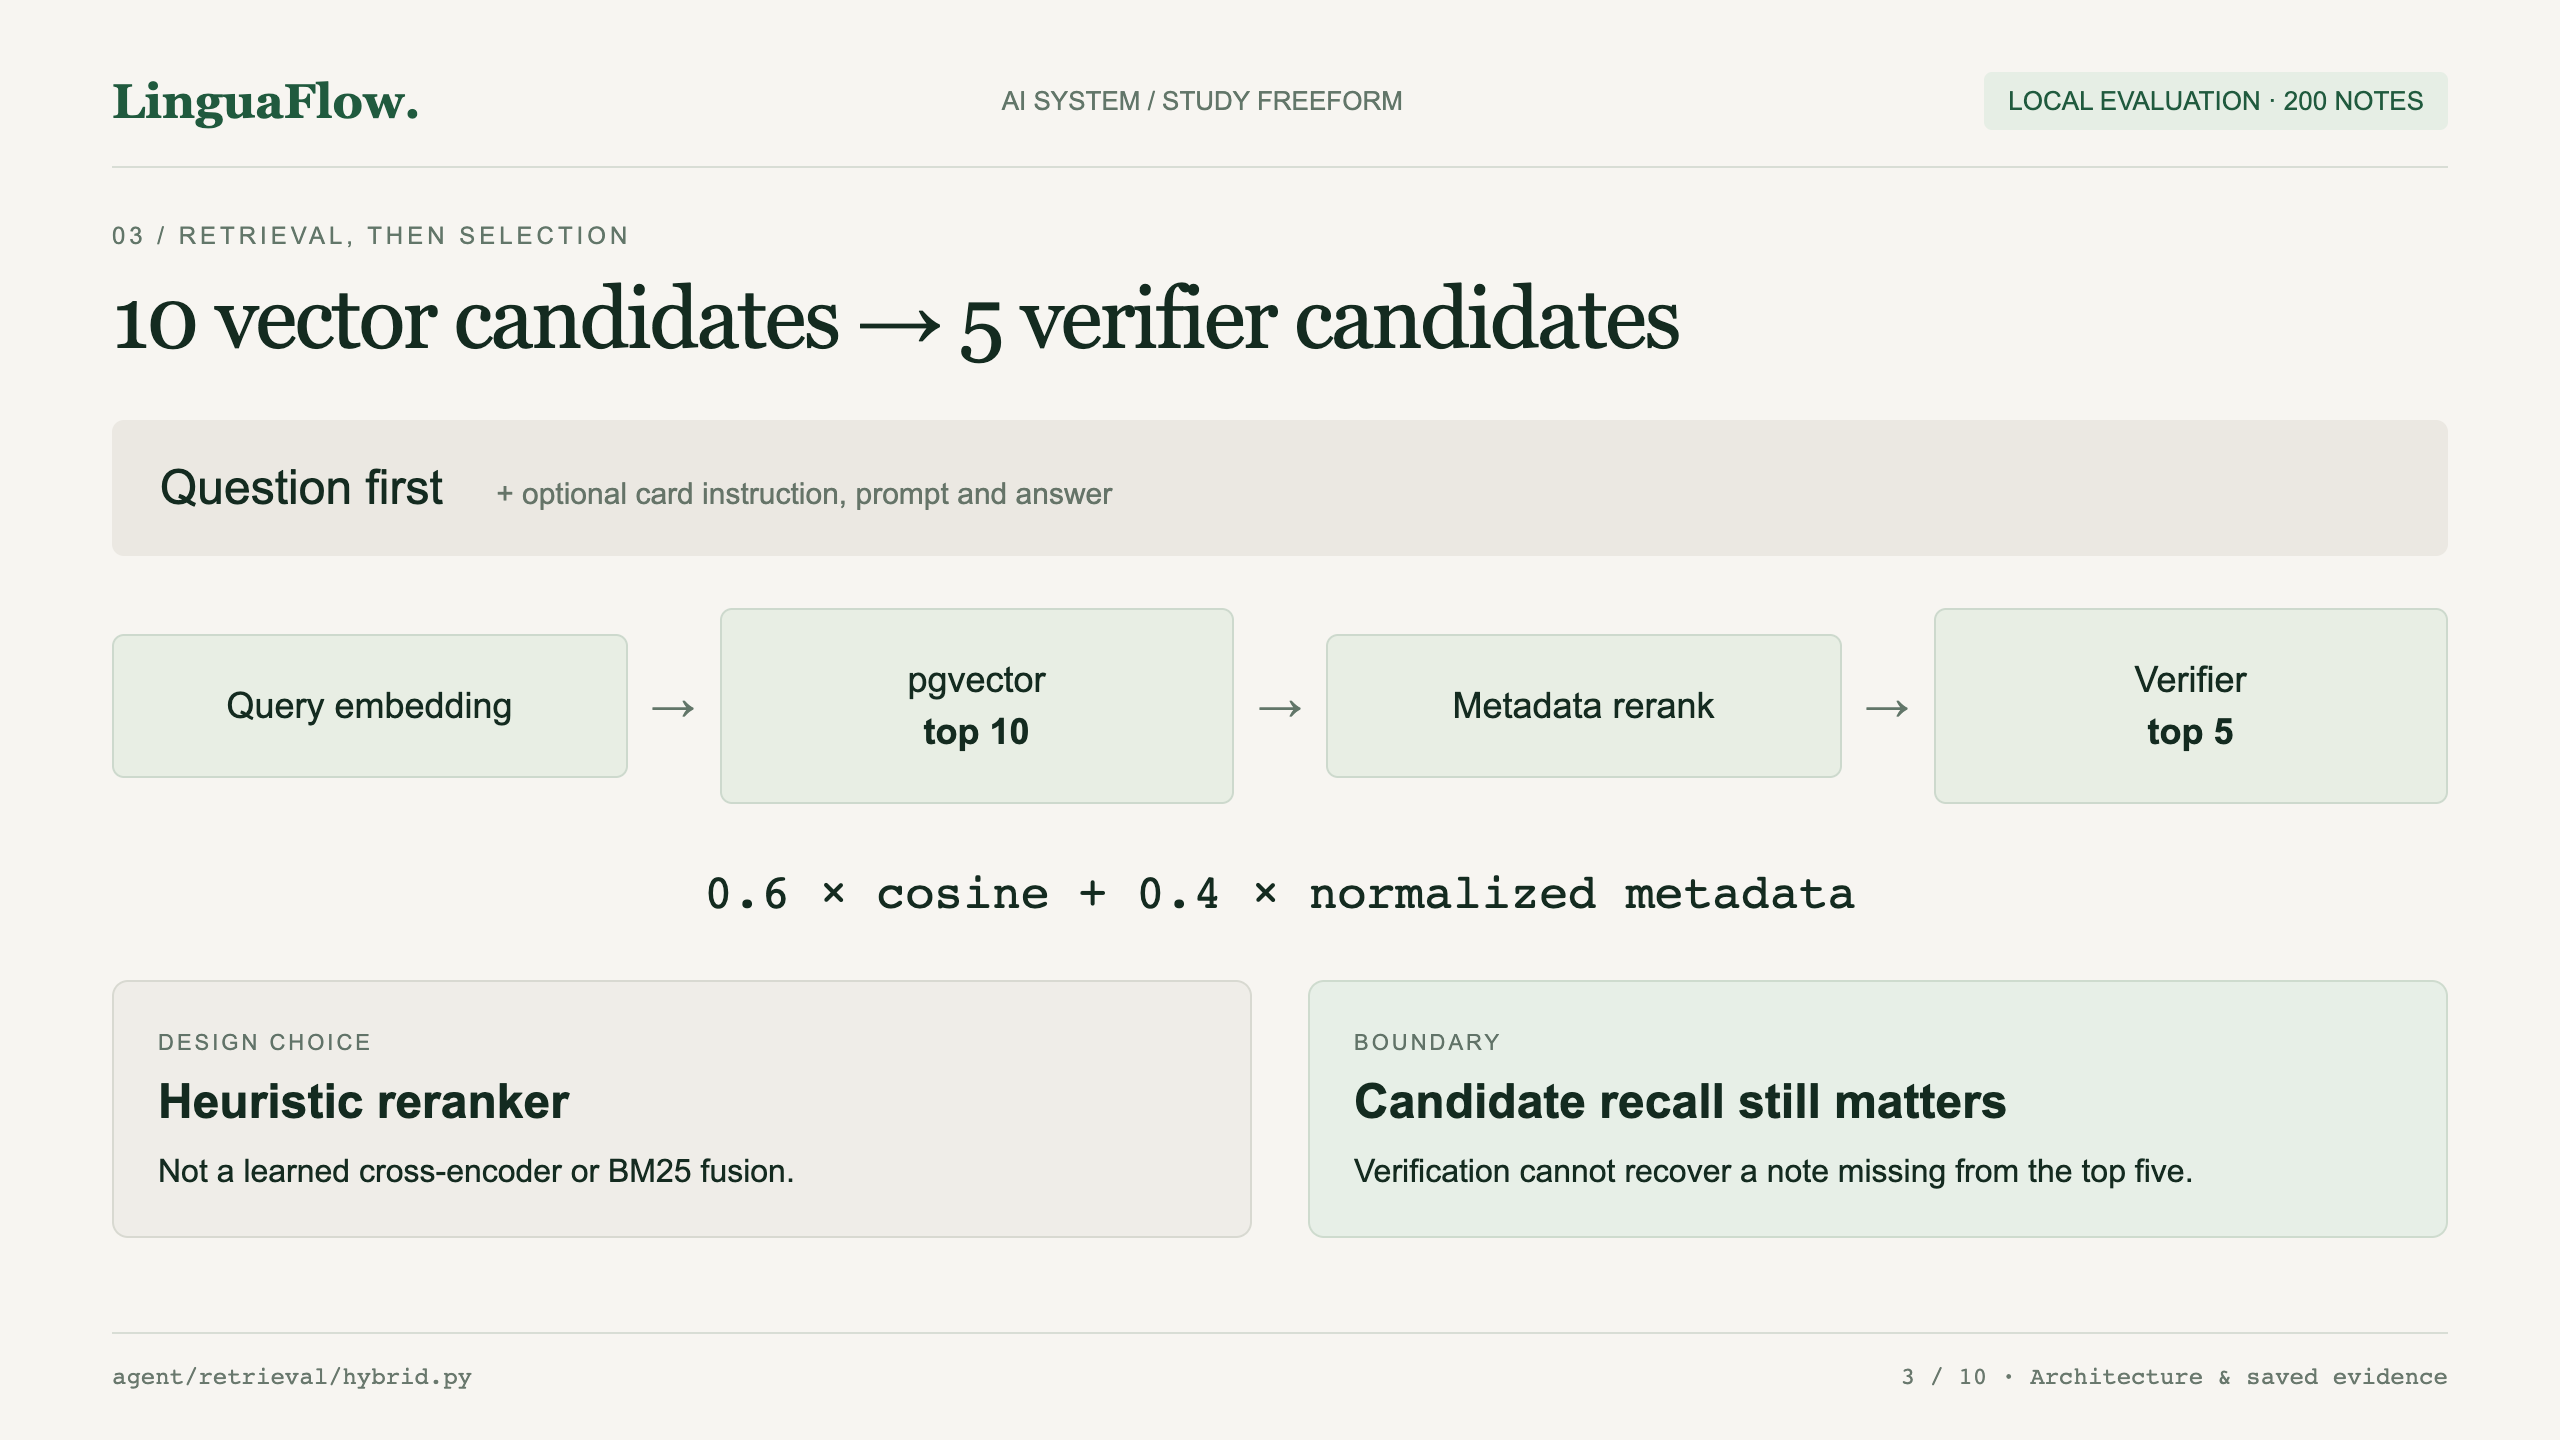 LinguaFlow.
AI SYSTEM / STUDY FREEFORM
LOCAL EVALUATION · 200 NOTES
03 / RETRIEVAL, THEN SELECTION
10 vector candidates → 5 verifier candidates
Question first + optional card instruction, prompt and answer
Query embedding
→
pgvector
top 10
→
Metadata rerank
→
Verifier
top 5
0.6 × cosine + 0.4 × normalized metadata
DESIGN CHOICE
Heuristic reranker
Not a learned cross-encoder or BM25 fusion.
BOUNDARY
Candidate recall still matters
Verification cannot recover a note missing from the top five.
agent/retrieval/hybrid.py
3 / 10 · Architecture & saved evidence